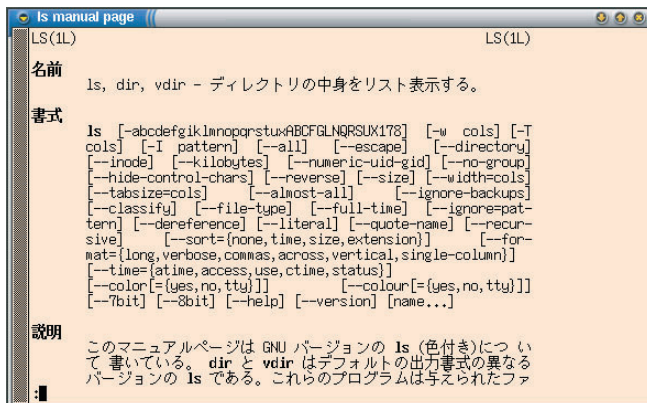 ls manual page
LS(1L) LS(1L)
名前
ls, dir, vdir - ディレクトリの中身をリスト表示する。
書式
ls [-abcdefgiklmnopqrstuxABCFGLNQRSUX178] [-w cols] [-T
cols] [-I pattern] [--all] [--escape] [--directory]
[--inode] [--kilobytes] [--numeric-uid-gid] [--no-group]
[--hide-control-chars] [--reverse] [--size] [--width=cols]
[--tabsize=cols] [--almost-all] [--ignore-backups]
[--classify] [--file-type] [--full-time] [--ignore=pat-
tern] [--dereference] [--literal] [--quote-name] [--recur-
sive] [--sort={none,time,size,extension}] [--for-
mat={long,verbose,commas,across,vertical,single-column}]
[--time={atime,access,use,ctime,status}]
[--color[={yes,no,tty}]] [--colour[={yes,no,tty}]]
[--7bit] [--8bit] [--help] [--version] [name...]
説明
このマニュアルページは GNU バージョンの ls (色付き)につ い
て 書いている。 dir と vdir はデフォルトの出力書式の異なる
バージョンの ls である。これらのプログラムは与えられたファ
: